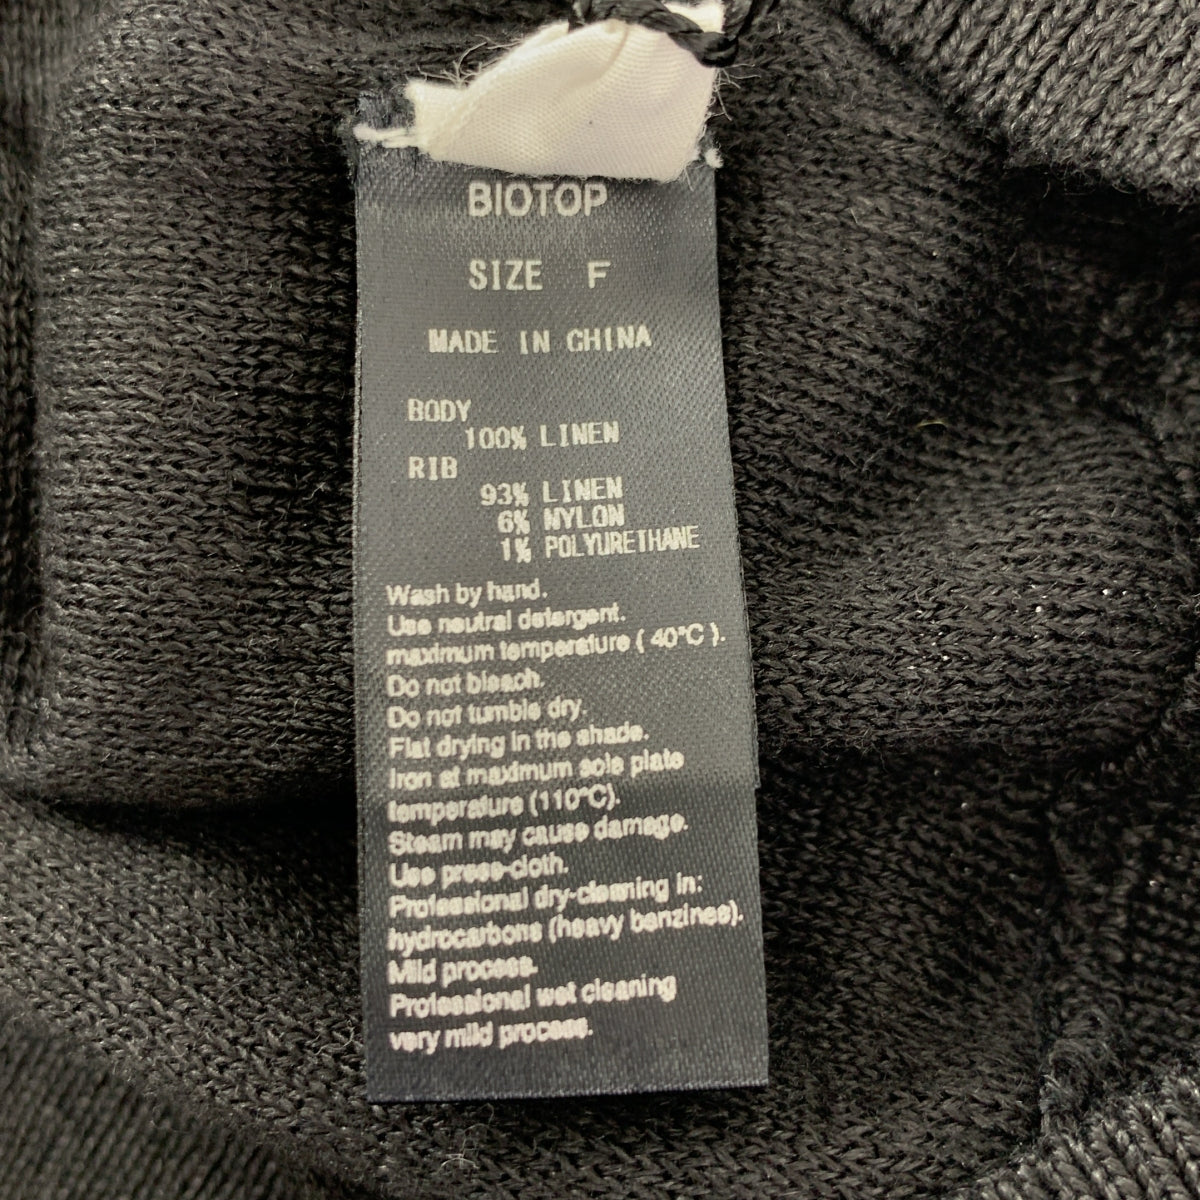 BIOTOP
SIZE F
MADE IN CHINA
BODY
100% LINEN
RIB
93% LINEN
6% NYLON
1% POLYURETHANE
Wash by hand.
Use neutral detergent.
maximum temperature ( 40°C ).
Do not bleach.
Do not tumble dry.
Flat drying in the shade.
Iron at maximum sole plate
temperature (110°C).
Steam may cause damage.
Use press-cloth.
Professional dry-cleaning in:
hydrocarbons (heavy benzines).
Mild process.
Professional wet cleaning
very mild process.